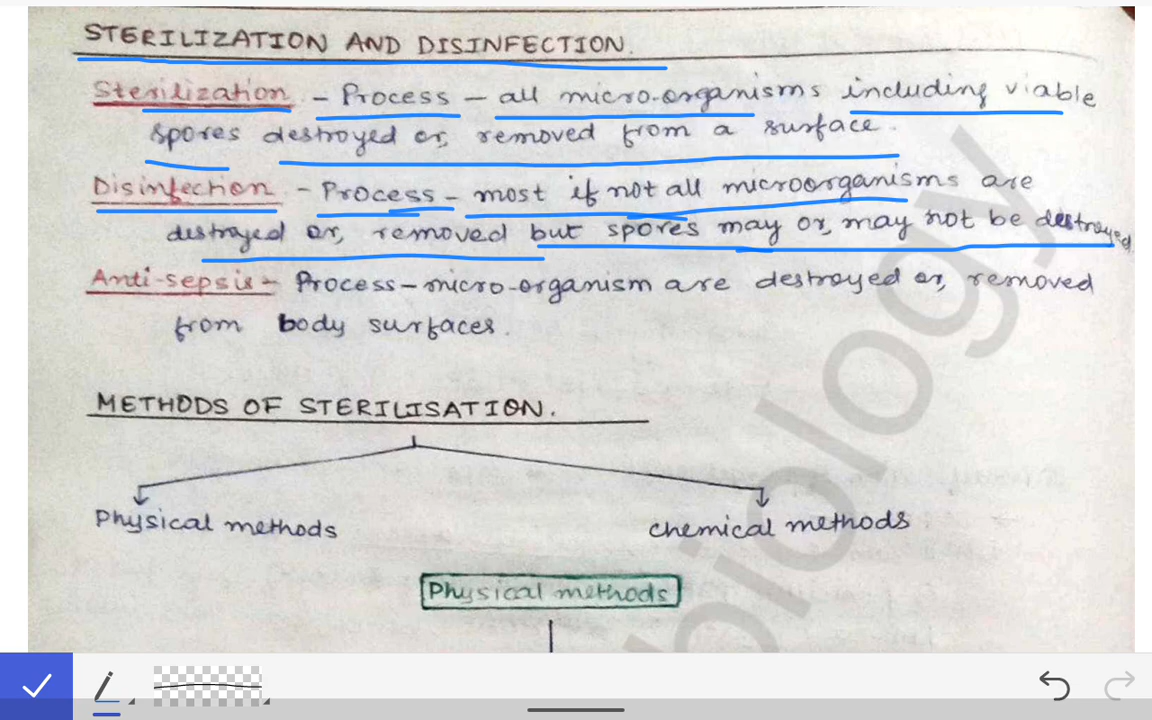 STERILIZATION AND DISINFECTION.
Sterilization - Process - all micro-organisms including viable
spores destroyed or, removed from a surface.
Disinfection - Process - most if not all microorganisms are
destroyed or, removed but spores may or, may not be destroyed
Anti-sepsis - Process - micro-organism are destroyed or, removed
from body surfaces.
METHODS OF STERILISATION.
Physical methods chemical methods
Physical methods
biology